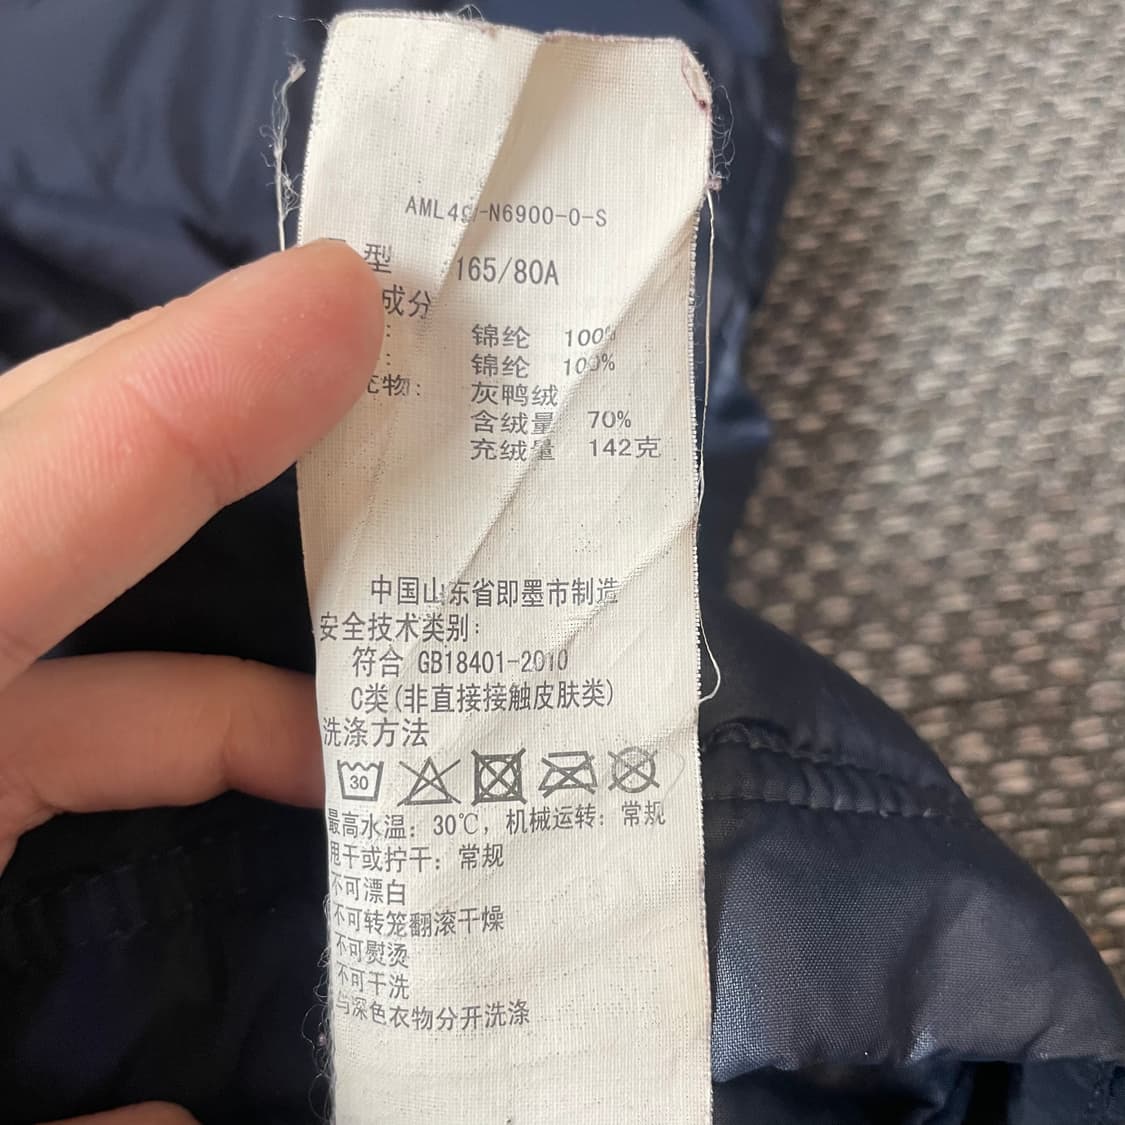 AML49-N6900-0-S
型 165/80A
成分
: 锦纶 100%
: 锦纶 100%
充物: 灰鸭绒
含绒量 70%
充绒量 142克
中国山东省即墨市制造
安全技术类别:
符合 GB18401-2010
C类(非直接接触皮肤类)
洗涤方法
30
最高水温: 30℃, 机械运转: 常规
甩干或拧干: 常规
不可漂白
不可转笼翻滚干燥
不可熨烫
不可干洗
与深色衣物分开洗涤